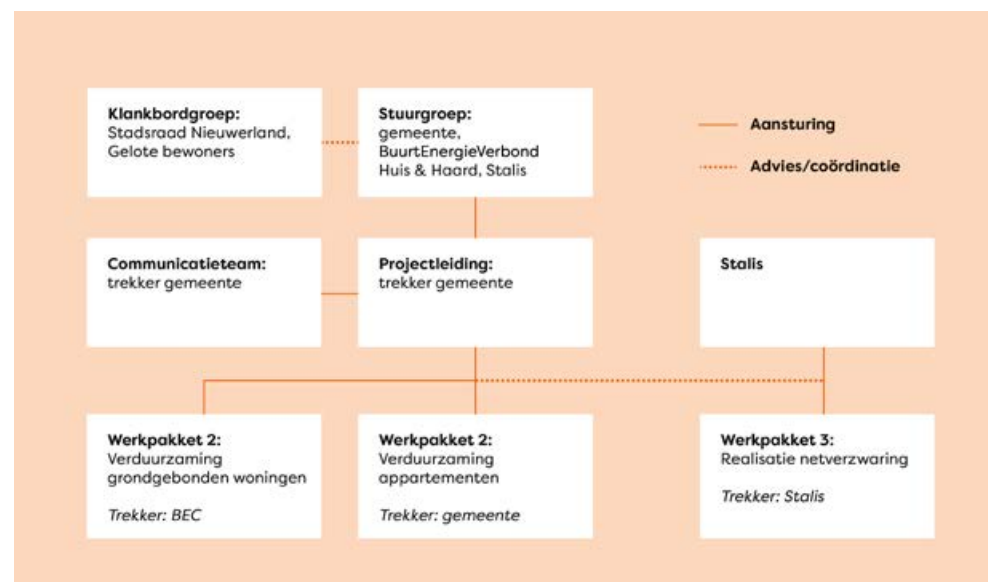 Klankbordgroep:
Stadsraad Nieuwerland,
Gelote bewoners
Stuurgroep:
gemeente,
BuurtEnergieVerbond
Huis & Haard, Stalis
Aansturing
Advies/coördinatie
Communicatieteam:
trekker gemeente
Projectleiding:
trekker gemeente
Stalis
Werkpakket 2:
Verduurzaming
grondgebonden woningen
Trekker: BEC
Werkpakket 2:
Verduurzaming
appartementen
Trekker: gemeente
Werkpakket 3:
Realisatie netverzwaring
Trekker: Stalis